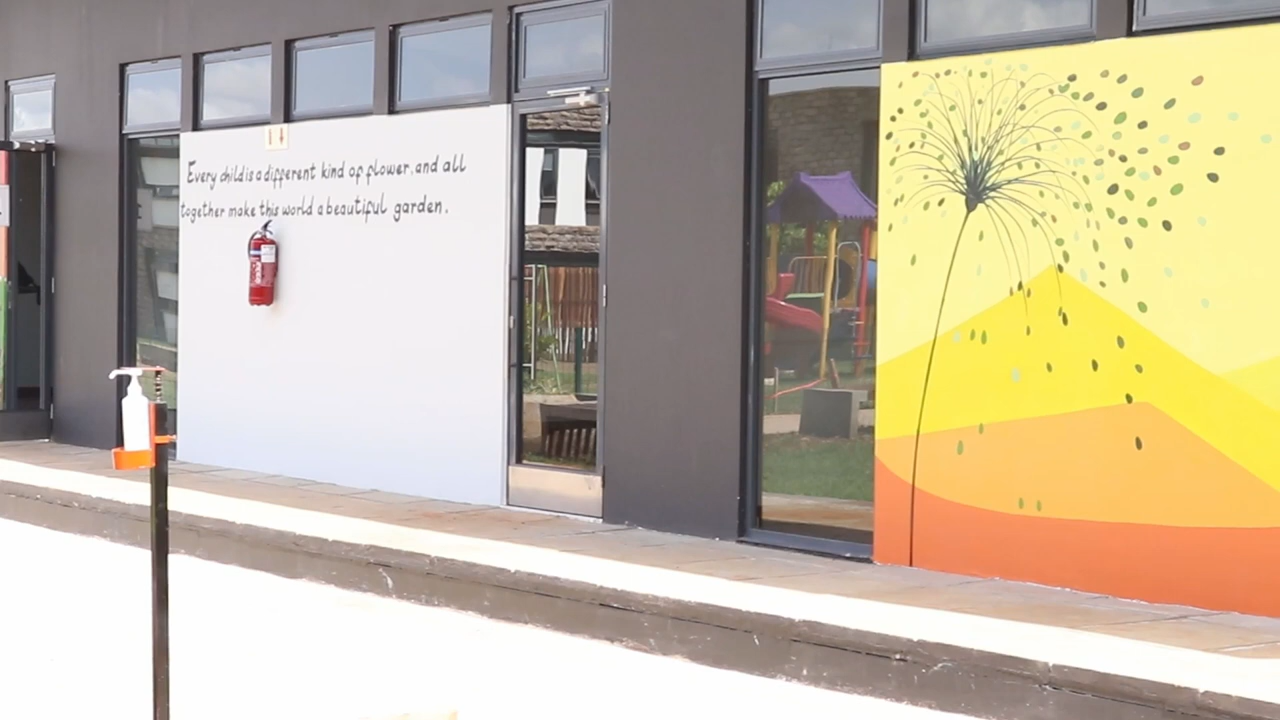 Every child is a different kind of flower, and all
together make this world a beautiful garden.